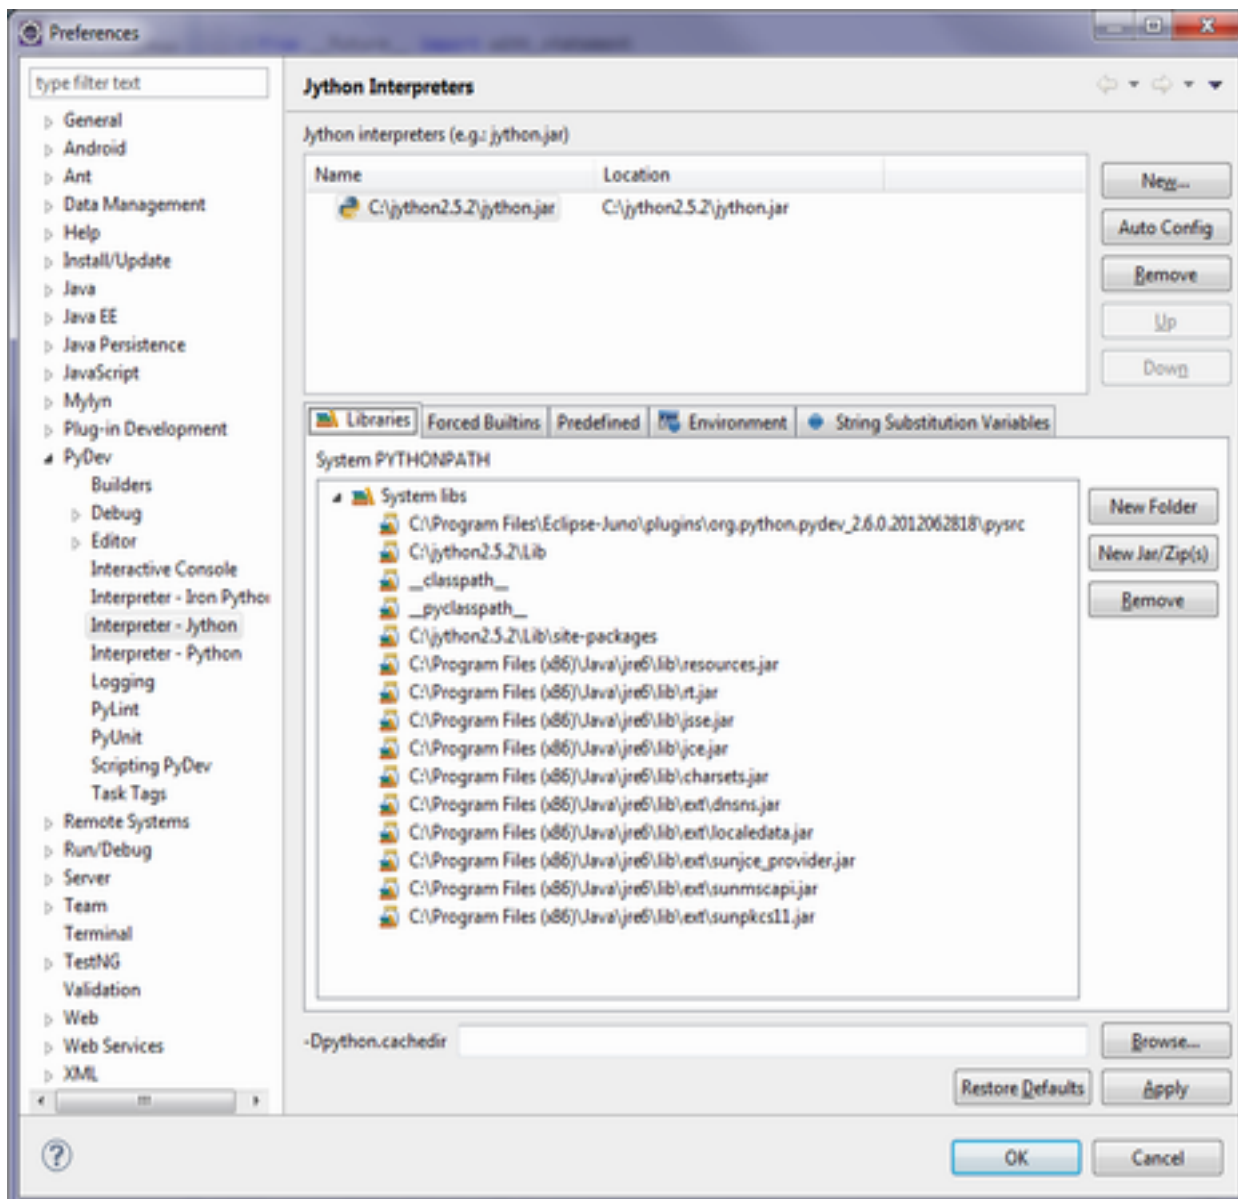 Preferences
type filter text
General
Android
Ant
Data Management
Help
Install/Update
Java
Java EE
Java Persistence
JavaScript
Mylyn
Plug-in Development
PyDev
Builders
Debug
Editor
Interactive Console
Interpreter - Iron Pytho
Interpreter - Jython
Interpreter - Python
Logging
PyLint
PyUnit
Scripting PyDev
Task Tags
Remote Systems
Run/Debug
Server
Team
Terminal
TestNG
Validation
Web
Web Services
XML
Jython Interpreters
Jython interpreters (e.g.: jython.jar)
Name Location
C:\jython2.5.2\jython.jar C:\jython2.5.2\jython.jar
New...
Auto Config
Remove
Up
Down
Libraries Forced Builtins Predefined Environment String Substitution Variables
System PYTHONPATH
System libs
C:\Program Files\Eclipse-Juno\plugins\org.python.pydev_2.6.0.2012062818\pysrc
C:\jython2.5.2\Lib
__classpath__
__pyclasspath__
C:\jython2.5.2\Lib\site-packages
C:\Program Files (x86)\Java\jre6\lib\resources.jar
C:\Program Files (x86)\Java\jre6\lib\rt.jar
C:\Program Files (x86)\Java\jre6\lib\jsse.jar
C:\Program Files (x86)\Java\jre6\lib\jce.jar
C:\Program Files (x86)\Java\jre6\lib\charsets.jar
C:\Program Files (x86)\Java\jre6\lib\ext\dnsns.jar
C:\Program Files (x86)\Java\jre6\lib\ext\localedata.jar
C:\Program Files (x86)\Java\jre6\lib\ext\sunjce_provider.jar
C:\Program Files (x86)\Java\jre6\lib\ext\sunmscapi.jar
C:\Program Files (x86)\Java\jre6\lib\ext\sunpkcs11.jar
New Folder
New Jar/Zip(s)
Remove
-Dpython.cachedir
Browse...
Restore Defaults
Apply
OK
Cancel